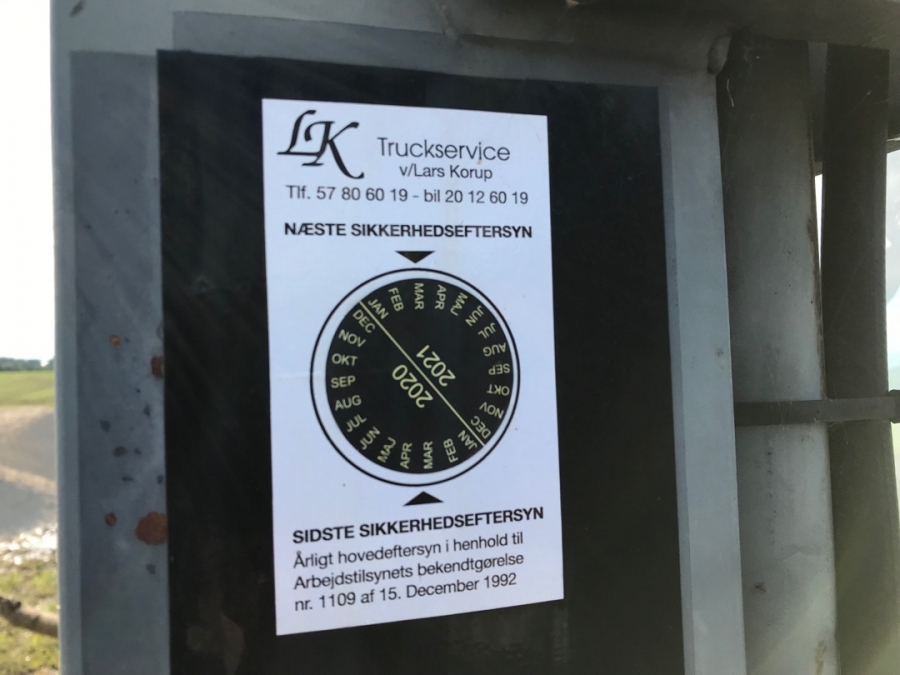 LK
Truckservice
v/Lars Korup
Tlf. 57 80 60 19 - bil 20 12 60 19
NÆSTE SIKKERHEDSEFTERSYN
JAN FEB MAR APR MAJ JUN JUL AUG SEP OKT NOV DEC
2021
2020
JAN FEB MAR APR MAJ JUN JUL AUG SEP OKT NOV DEC
SIDSTE SIKKERHEDSEFTERSYN
Årligt hovedeftersyn i henhold til
Arbejdstilsynets bekendtgørelse
nr. 1109 af 15. December 1992